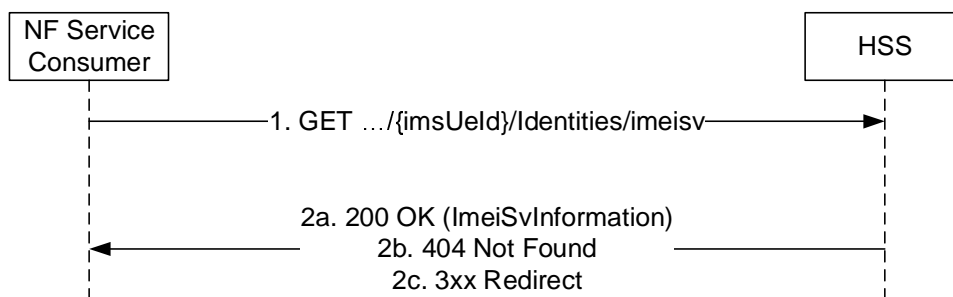 NF Service
Consumer
HSS
1. GET …/{imsUeId}/Identities/imeisv
2a. 200 OK (ImeiSvInformation)
2b. 404 Not Found
2c. 3xx Redirect